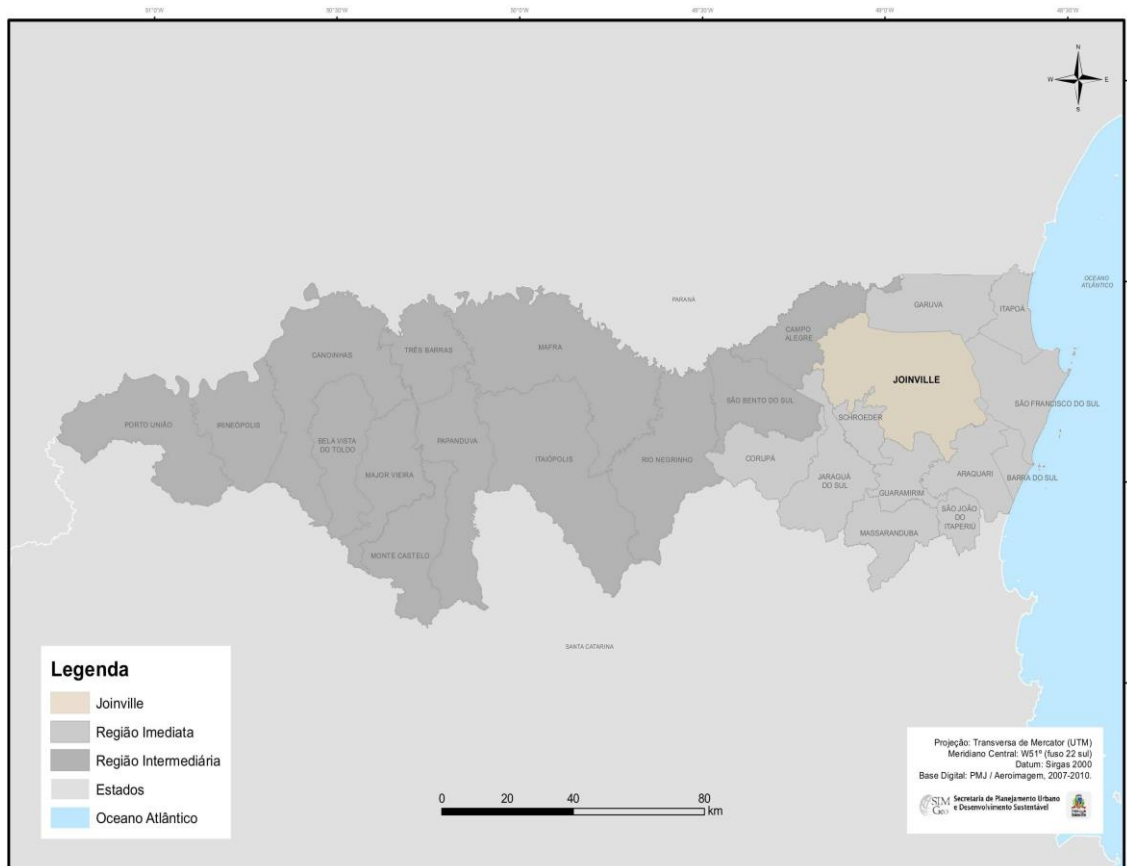 51°0'W
50°30'W
50°0'W
49°30'W
49°0'W
48°30'W
N
W
E
S
OCEANO
ATLÂNTICO
PARANÁ
GARUVA
ITAPOÁ
CAMPO
ALEGRE
CANOINHAS
TRÊS BARRAS
MAFRA
JOINVILLE
SÃO BENTO DO SUL
SÃO FRANCISCO DO SUL
SCHROEDER
PORTO UNIÃO
IRINEÓPOLIS
BELA VISTA
DO TOLDO
PAPANDUVA
ITAIÓPOLIS
RIO NEGRINHO
CORUPÁ
MAJOR VIEIRA
JARAGUÁ
DO SUL
ARAQUARI
BARRA DO SUL
GUARAMIRIM
SÃO JOÃO
DO
ITAPERIÚ
MASSARANDUBA
MONTE CASTELO
SANTA CATARINA
Legenda
Joinville
Região Imediata
Região Intermediária
Estados
Oceano Atlântico
0 20 40 80
km
Projeção: Transversa de Mercator (UTM)
Meridiano Central: W51º (fuso 22 sul)
Datum: Sirgas 2000
Base Digital: PMJ / Aeroimagem, 2007-2010.
SIM
Geo
Secretaria de Planejamento Urbano
e Desenvolvimento Sustentável